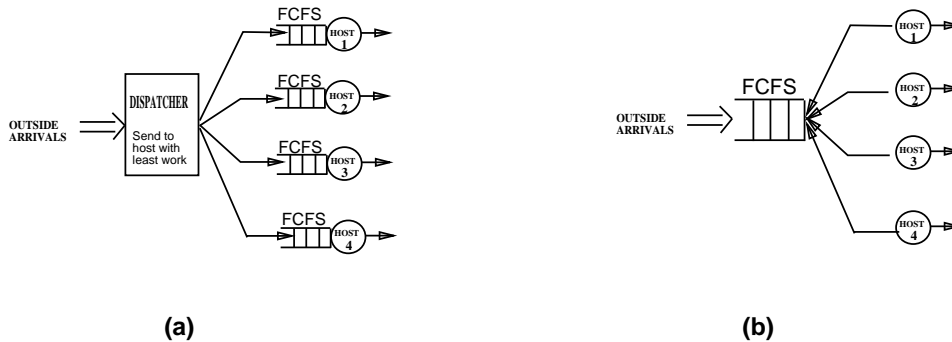 FCFS
HOST
1
FCFS
HOST
2
DISPATCHER
Send to
host with
least work
OUTSIDE
ARRIVALS
FCFS
HOST
3
FCFS
HOST
4
(a)
HOST
1
FCFS
HOST
2
OUTSIDE
ARRIVALS
HOST
3
HOST
4
(b)